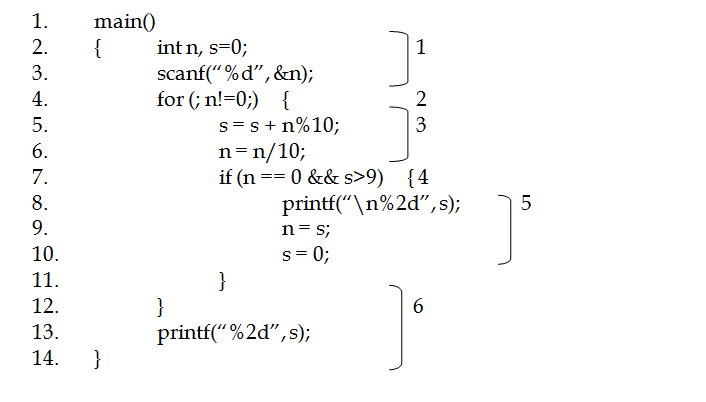 1. main()
2. { int n, s=0; 1
3. scanf(“%d”, &n);
4. for (; n!=0;) { 2
5. s = s + n%10; 3
6. n = n/10;
7. if (n == 0 && s>9) { 4
8. printf(“\n%2d”, s); 5
9. n = s;
10. s = 0;
11. }
12. } 6
13. printf(“%2d”, s);
14. }